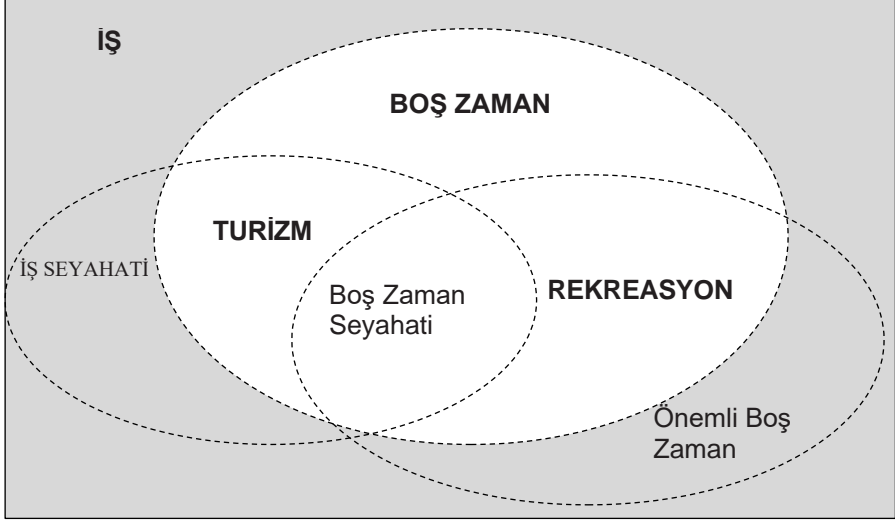 İŞ
BOŞ ZAMAN
TURİZM
İŞ SEYAHATİ
Boş Zaman
Seyahati
REKREASYON
Önemli Boş
Zaman